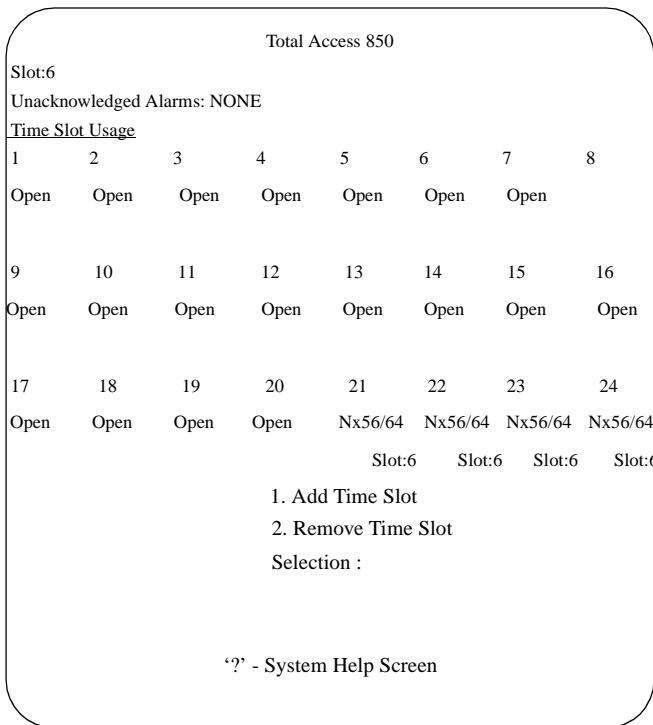 Total Access 850
Slot:6
Unacknowledged Alarms: NONE
Time Slot Usage
1 2 3 4 5 6 7 8
Open Open Open Open Open Open Open
9 10 11 12 13 14 15 16
Open Open Open Open Open Open Open Open
17 18 19 20 21 22 23 24
Open Open Open Open Nx56/64 Nx56/64 Nx56/64 Nx56/64
Slot:6 Slot:6 Slot:6 Slot:6
1. Add Time Slot
2. Remove Time Slot
Selection :
‘?’ - System Help Screen